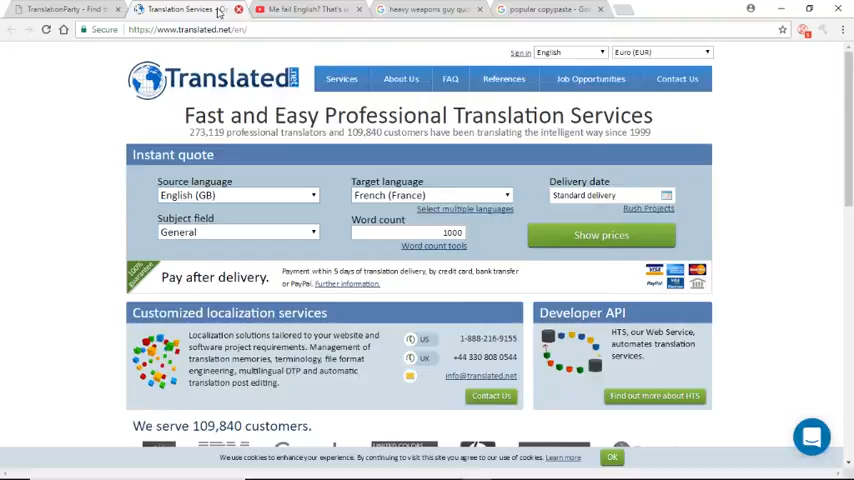 TranslationParty - Find t
Translation Services - On
Me fail English? That's u
heavy weapons guy quot
popular copypasta - Goo
Secure
https://www.translated.net/en/
Sign in
English
Euro (EUR)
Translated.net
Services
About Us
FAQ
References
Job Opportunities
Contact Us
Fast and Easy Professional Translation Services
273,119 professional translators and 109,840 customers have been translating the intelligent way since 1999
Instant quote
Source language
Target language
Delivery date
English (GB)
French (France)
Standard delivery
Select multiple languages
Rush Projects
Subject field
Word count
General
1000
Show prices
Word count tools
100% guarantee
Pay after delivery.
Payment within 5 days of translation delivery, by credit card, bank transfer
or PayPal. Further information.
VISA
MasterCard
PayPal
Customized localization services
Localization solutions tailored to your website and
software project requirements. Management of
translation memories, terminology, file format
engineering, multilingual DTP and automatic
translation post editing.
US
1-888-216-9155
UK
+44 330 808 0544
info@translated.net
Contact Us
Developer API
HTS, our Web Service,
automates translation
services.
Find out more about HTS
We serve 109,840 customers.
UNITED COLORS
We use cookies to enhance your experience. By continuing to visit this site you agree to our use of cookies. Learn more
OK